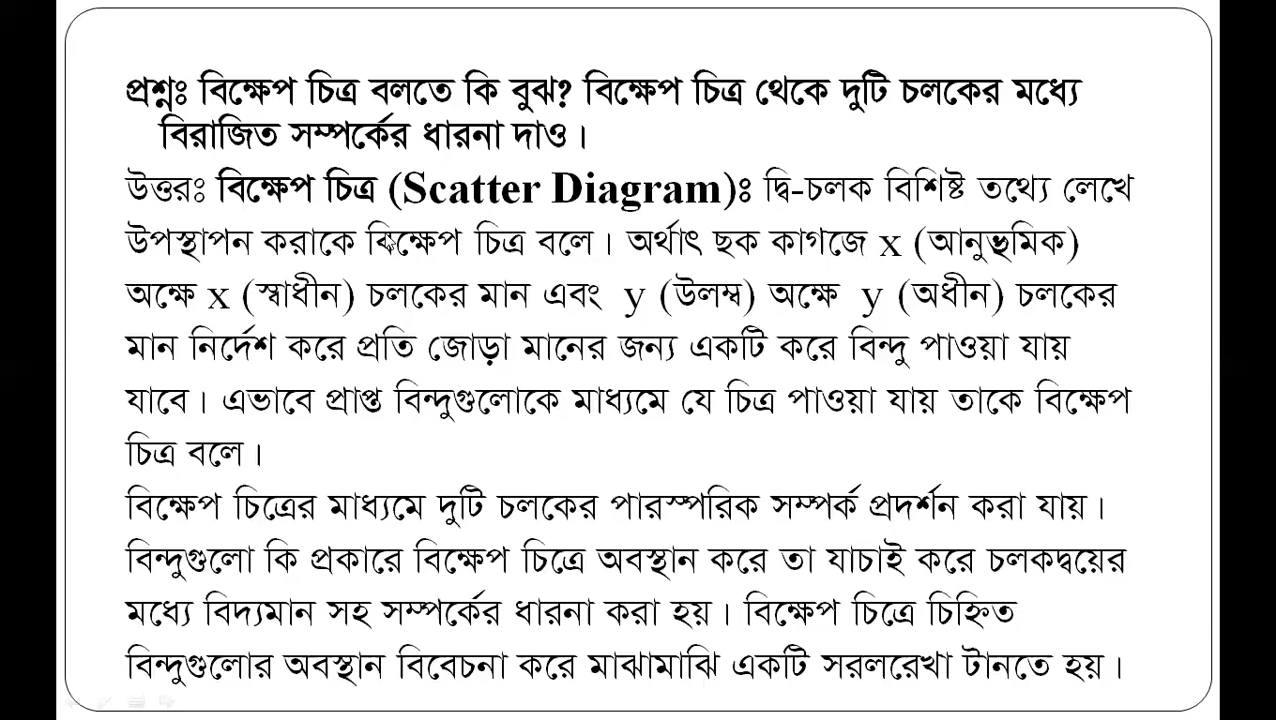 প্রশ্নঃ বিক্ষেপ চিত্র বলতে কি বুঝ? বিক্ষেপ চিত্র থেকে দুটি চলকের মধ্যে
বিরাজিত সম্পর্কের ধারনা দাও।
উত্তরঃ বিক্ষেপ চিত্র (Scatter Diagram)ঃ দ্বি-চলক বিশিষ্ট তথ্যে লেখে
উপস্থাপন করাকে বিক্ষেপ চিত্র বলে। অর্থাৎ ছক কাগজে x (আনুভূমিক)
অক্ষে x (স্বাধীন) চলকের মান এবং y (উলম্ব) অক্ষে y (অধীন) চলকের
মান নির্দেশ করে প্রতি জোড়া মানের জন্য একটি করে বিন্দু পাওয়া যায়
যাবে। এভাবে প্রাপ্ত বিন্দুগুলোকে মাধ্যমে যে চিত্র পাওয়া যায় তাকে বিক্ষেপ
চিত্র বলে।
বিক্ষেপ চিত্রের মাধ্যমে দুটি চলকের পারস্পরিক সম্পর্ক প্রদর্শন করা যায়।
বিন্দুগুলো কি প্রকারে বিক্ষেপ চিত্রে অবস্থান করে তা যাচাই করে চলকদ্বয়ের
মধ্যে বিদ্যমান সহ সম্পর্কের ধারনা করা হয়। বিক্ষেপ চিত্রে চিহ্নিত
বিন্দুগুলোর অবস্থান বিবেচনা করে মাঝামাঝি একটি সরলরেখা টানতে হয়।